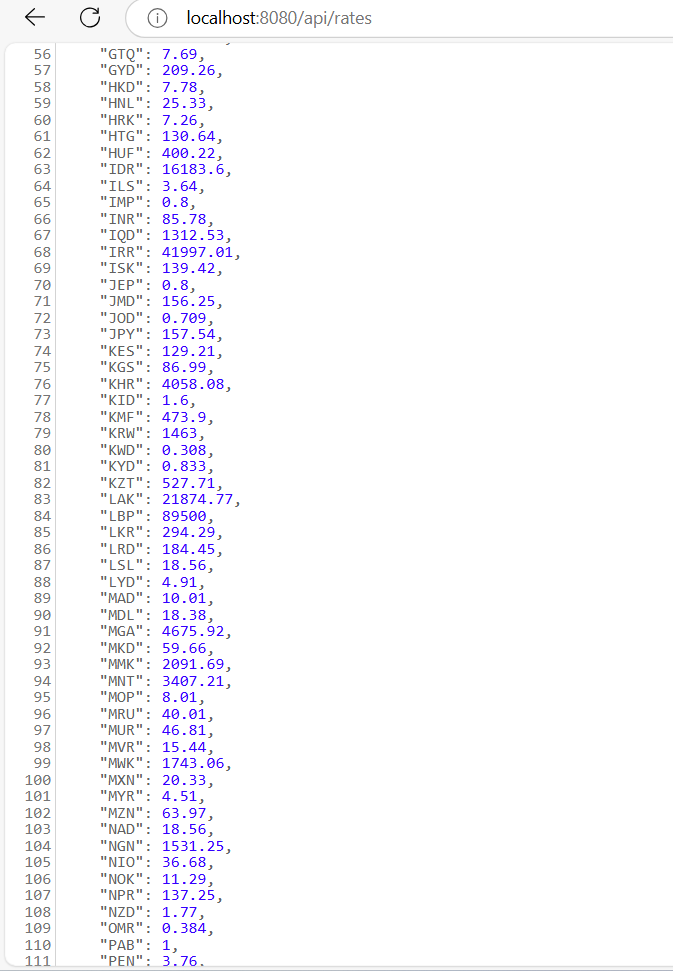 localhost:8080/api/rates
56 "GTQ": 7.69,
57 "GYD": 209.26,
58 "HKD": 7.78,
59 "HNL": 25.33,
60 "HRK": 7.26,
61 "HTG": 130.64,
62 "HUF": 400.22,
63 "IDR": 16183.6,
64 "ILS": 3.64,
65 "IMP": 0.8,
66 "INR": 85.78,
67 "IQD": 1312.53,
68 "IRR": 41997.01,
69 "ISK": 139.42,
70 "JEP": 0.8,
71 "JMD": 156.25,
72 "JOD": 0.709,
73 "JPY": 157.54,
74 "KES": 129.21,
75 "KGS": 86.99,
76 "KHR": 4058.08,
77 "KID": 1.6,
78 "KMF": 473.9,
79 "KRW": 1463,
80 "KWD": 0.308,
81 "KYD": 0.833,
82 "KZT": 527.71,
83 "LAK": 21874.77,
84 "LBP": 89500,
85 "LKR": 294.29,
86 "LRD": 184.45,
87 "LSL": 18.56,
88 "LYD": 4.91,
89 "MAD": 10.01,
90 "MDL": 18.38,
91 "MGA": 4675.92,
92 "MKD": 59.66,
93 "MMK": 2091.69,
94 "MNT": 3407.21,
95 "MOP": 8.01,
96 "MRU": 40.01,
97 "MUR": 46.81,
98 "MVR": 15.44,
99 "MWK": 1743.06,
100 "MXN": 20.33,
101 "MYR": 4.51,
102 "MZN": 63.97,
103 "NAD": 18.56,
104 "NGN": 1531.25,
105 "NIO": 36.68,
106 "NOK": 11.29,
107 "NPR": 137.25,
108 "NZD": 1.77,
109 "OMR": 0.384,
110 "PAB": 1,
111 "PEN": 3.76,